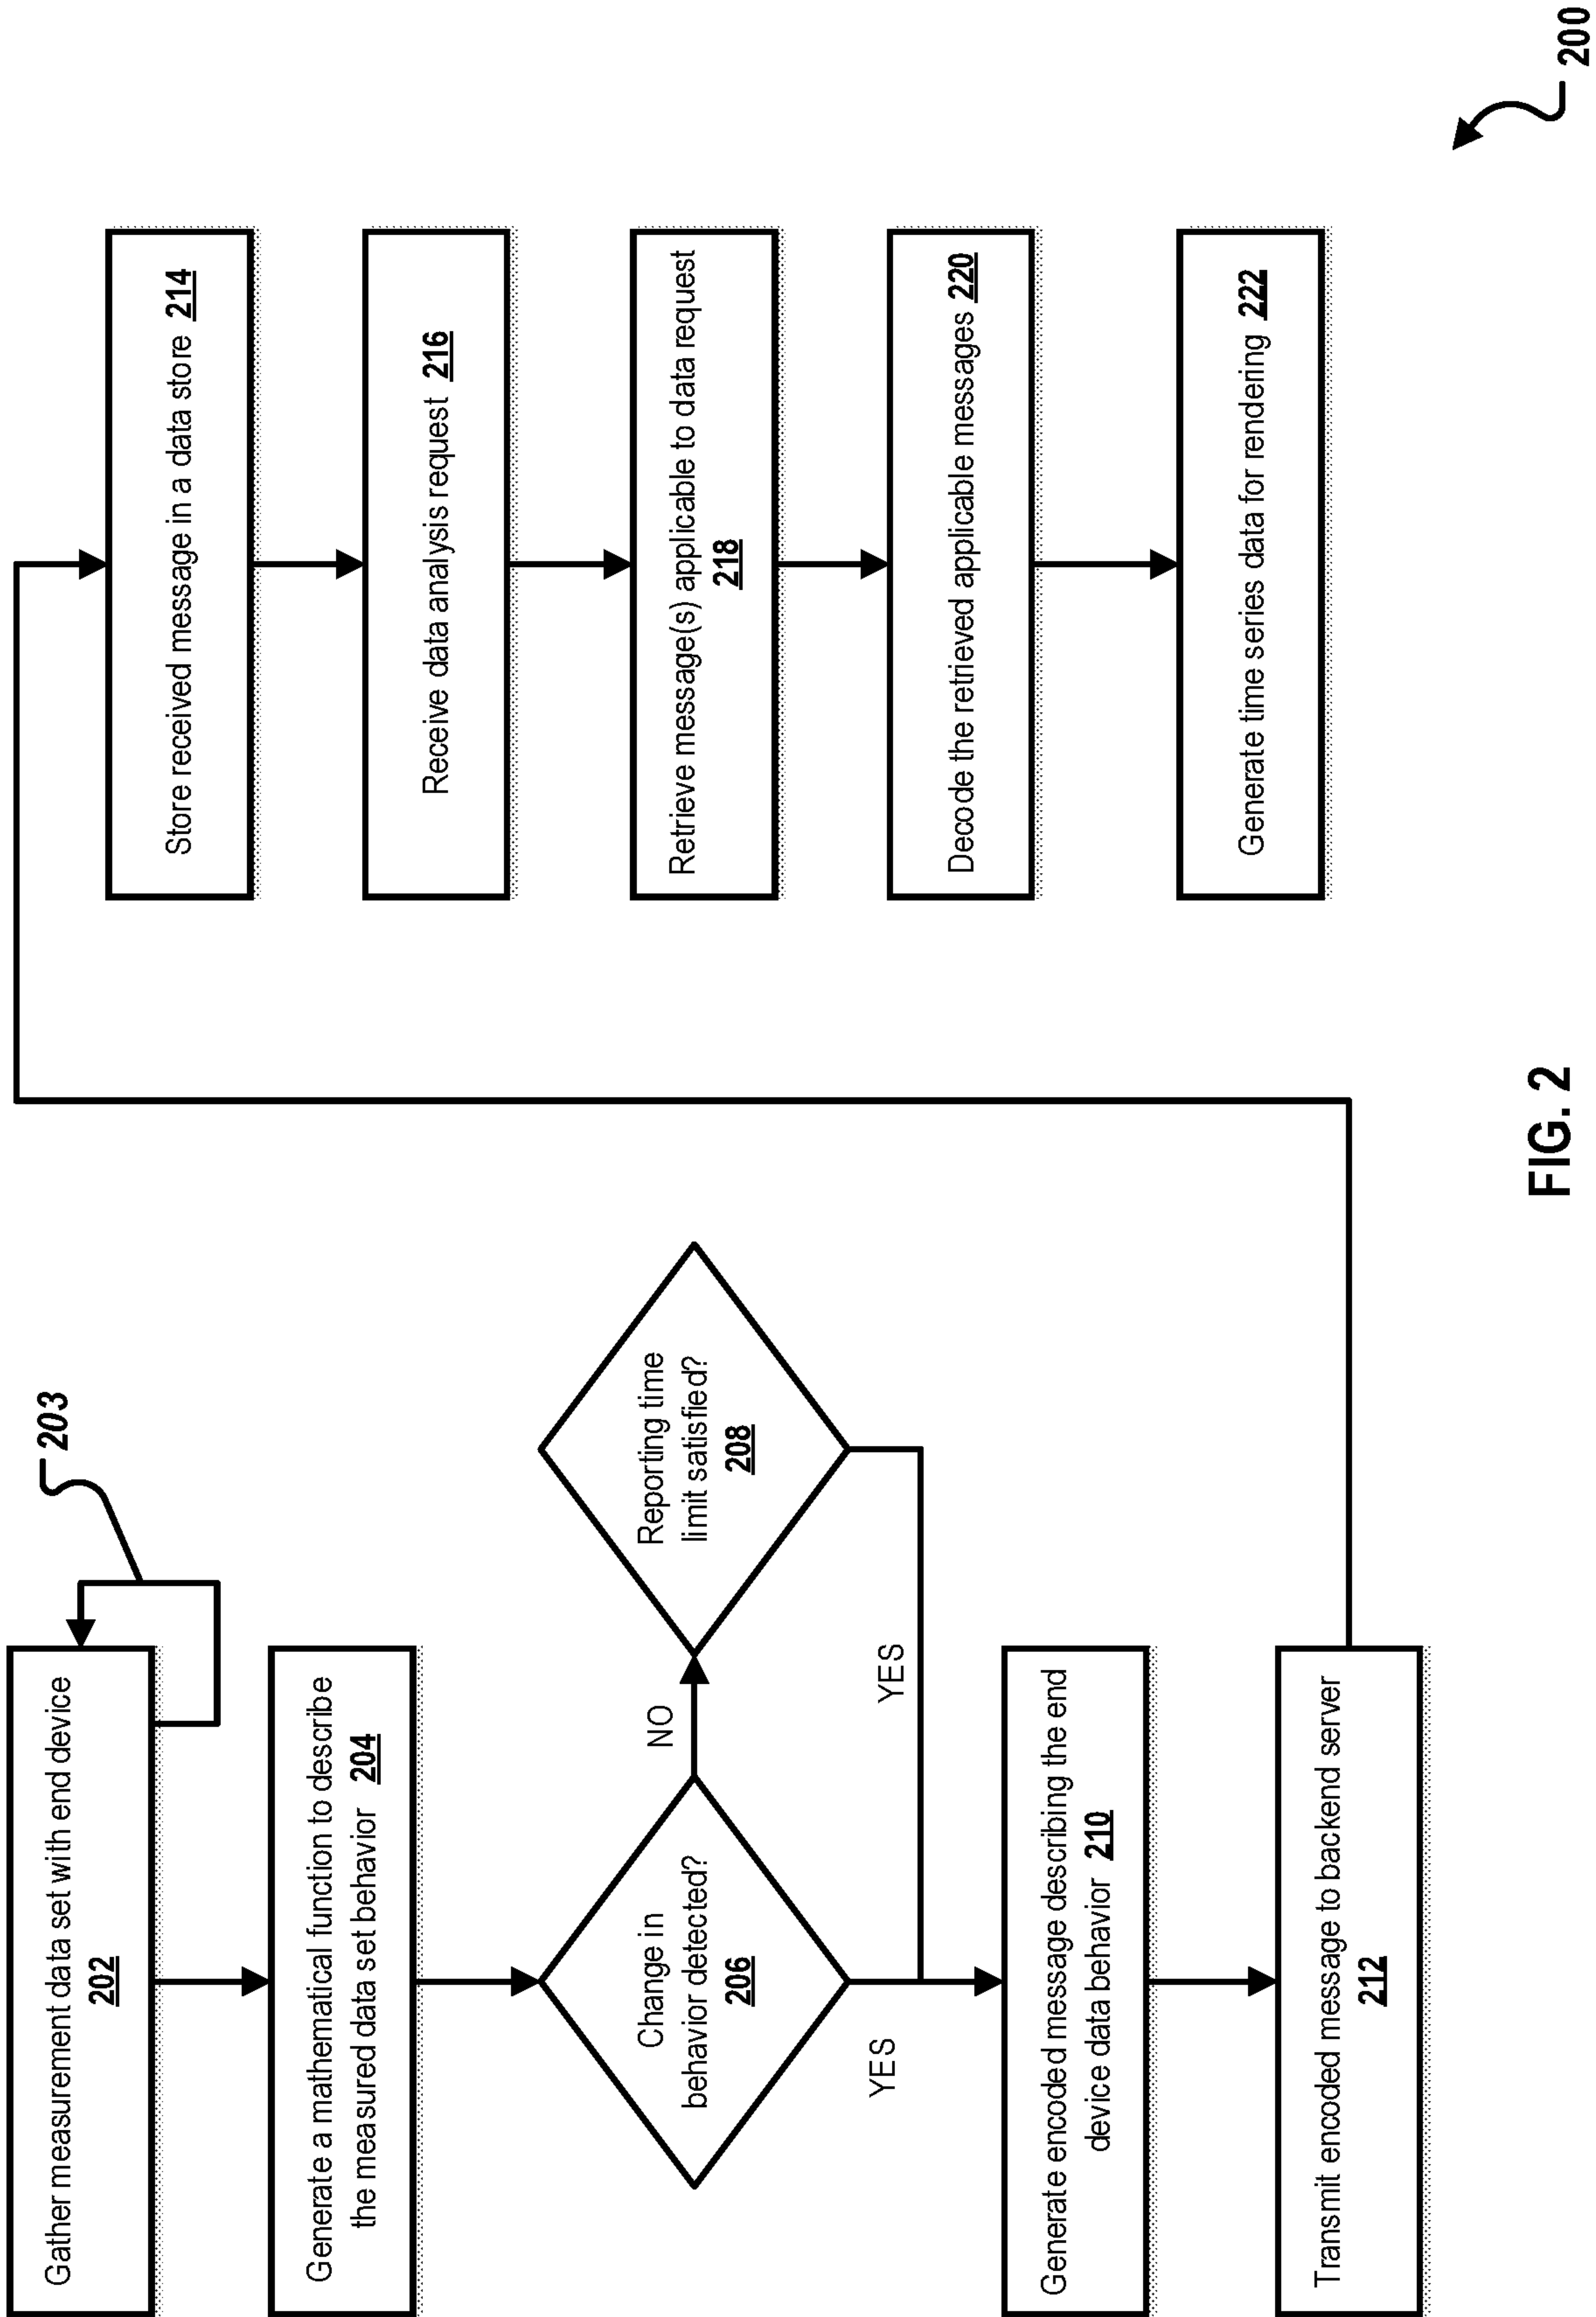 Gather measurement data set with end device
202
203
Generate a mathematical function to describe
the measured data set behavior 204
Change in
behavior detected?
206
NO
Reporting time
limit satisfied?
208
YES
YES
Generate encoded message describing the end
device data behavior 210
Transmit encoded message to backend server
212
Store received message in a data store 214
Receive data analysis request 216
Retrieve message(s) applicable to data request
218
Decode the retrieved applicable messages 220
Generate time series data for rendering 222
FIG. 2
200